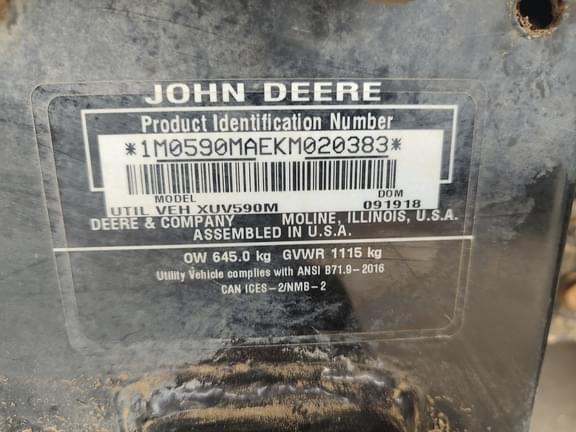 JOHN DEERE
Product Identification Number
*1M0590MAEKM020383*
MODEL DOM
UTIL VEH XUV590M 091918
DEERE & COMPANY MOLINE, ILLINOIS, U.S.A.
ASSEMBLED IN U.S.A.
OW 645.0 kg GVWR 1115 kg
Utility Vehicle complies with ANSI B71.9-2016
CAN ICES-2/NMB-2